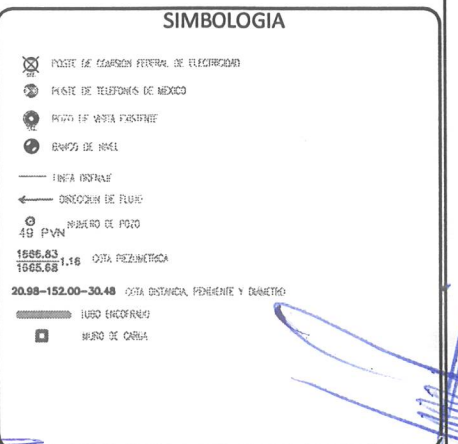 SIMBOLOGIA
POSTE DE COMISION FEDERAL DE ELECTRICIDAD
POSTE DE TELEFONOS DE MEXICO
POZO DE VISITA EXISTENTE
BANCO DE NIVEL
LINEA DRENAJE
DIRECCION DE FLUJO
NUMERO DE POZO
49 PVN
1666.83
1.16 COTA PIEZOMETRICA
1665.68
20.98-152.00-30.48 COTA DISTANCIA, PENDIENTE Y DIAMETRO
TUBO ENCOFRADO
MURO DE CARGA